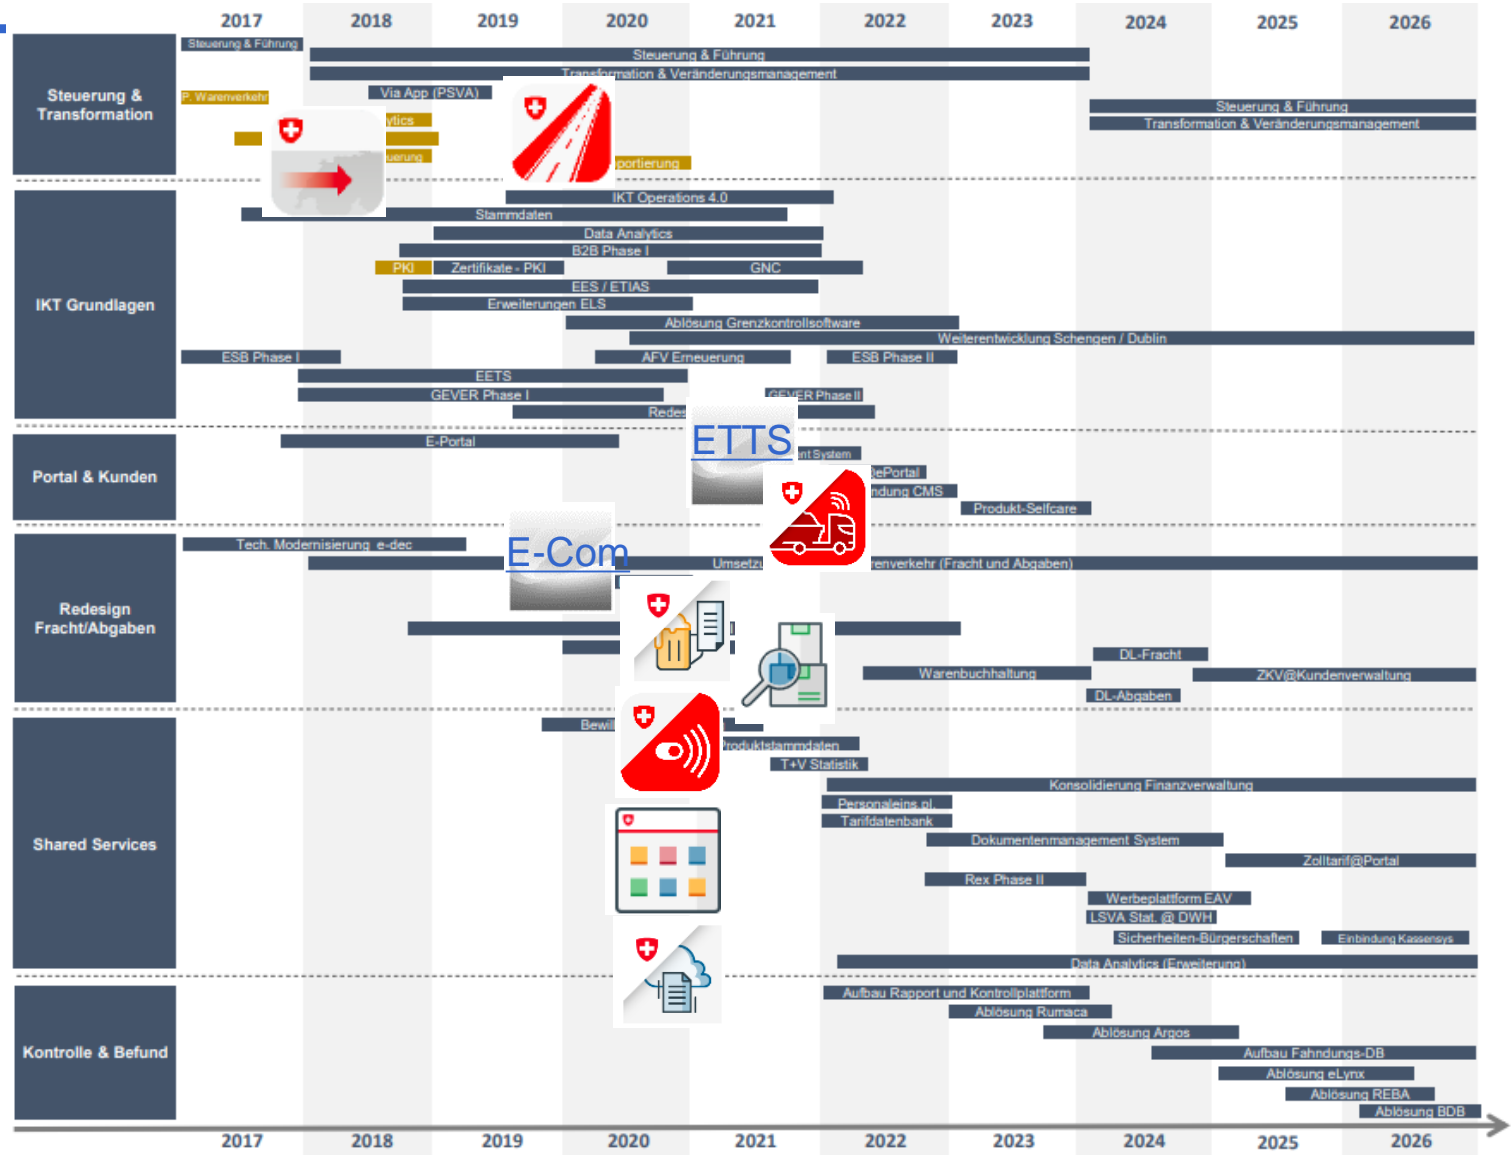 2017 2018 2019 2020 2021 2022 2023 2024 2025 2026
Steuerung & Transformation
Steuerung & Führung
Steuerung & Führung
Transformation & Veränderungsmanagement
Via App (PSVA)
P. Warenverkehr
Steuerung & Führung
ytics
Transformation & Veränderungsmanagement
uerung
portierung
IKT Grundlagen
IKT Operations 4.0
Stammdaten
Data Analytics
B2B Phase I
PKI
Zertifikate - PKI
GNC
EES / ETIAS
Erweiterungen ELS
Ablösung Grenzkontrollsoftware
Weiterentwicklung Schengen / Dublin
ESB Phase I
AFV Erneuerung
ESB Phase II
EETS
GEVER Phase I
GEVER Phase II
Redes
Portal & Kunden
E-Portal
ETTS
ent System
@ePortal
ndung CMS
Produkt-Selfcare
Redesign
Fracht/Abgaben
Tech. Modernisierung e-dec
E-Com
Umsetzu
renverkehr (Fracht und Abgaben)
DL-Fracht
Warenbuchhaltung
ZKV@Kundenverwaltung
DL-Abgaben
Shared Services
Bewil
Produktstammdaten
T+V Statistik
Konsolidierung Finanzverwaltung
Personaleins.pl.
Tarifdatenbank
Dokumentenmanagement System
Zolltarif@Portal
Rex Phase II
Werbeplattform EAV
LSVA Stat. @ DWH
Sicherheiten-Bürgerschaften
Einbindung Kassensys
Data Analytics (Erweiterung)
Kontrolle & Befund
Aufbau Rapport und Kontrollplattform
Ablösung Rumaca
Ablösung Argos
Aufbau Fahndungs-DB
Ablösung eLynx
Ablösung REBA
Ablösung BDB
2017 2018 2019 2020 2021 2022 2023 2024 2025 2026